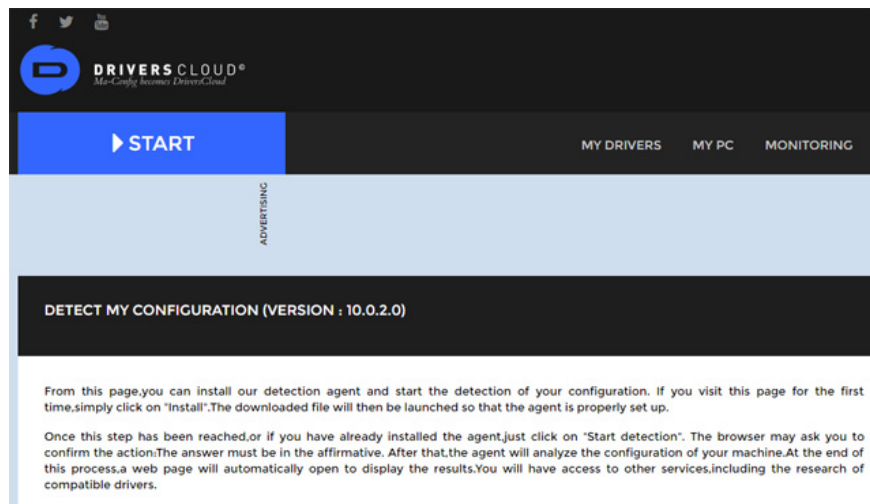 DRIVERSCLOUD©
Ma-Config becomes DriversCloud
START
MY DRIVERS MY PC MONITORING
ADVERTISING
DETECT MY CONFIGURATION (VERSION : 10.0.2.0)
From this page,you can install our detection agent and start the detection of your configuration. If you visit this page for the first
time,simply click on "Install".The downloaded file will then be launched so that the agent is properly set up.
Once this step has been reached,or if you have already installed the agent,just click on "Start detection". The browser may ask you to
confirm the action:The answer must be in the affirmative. After that,the agent will analyze the configuration of your machine.At the end of
this process,a web page will automatically open to display the results.You will have access to other services,including the research of
compatible drivers.